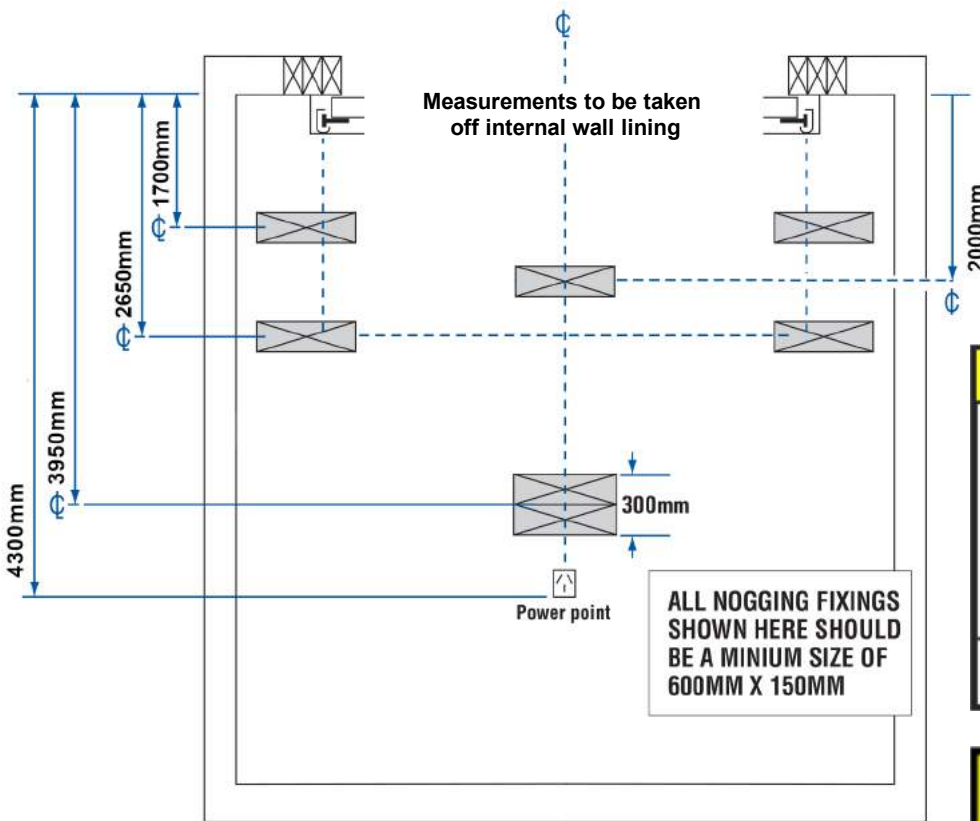 ℄
Measurements to be taken
off internal wall lining
1700mm
℄
2650mm
℄
3950mm
℄
4300mm
2000mm
℄
300mm
Power point
ALL NOGGING FIXINGS
SHOWN HERE SHOULD
BE A MINIUM SIZE OF
600MM X 150MM